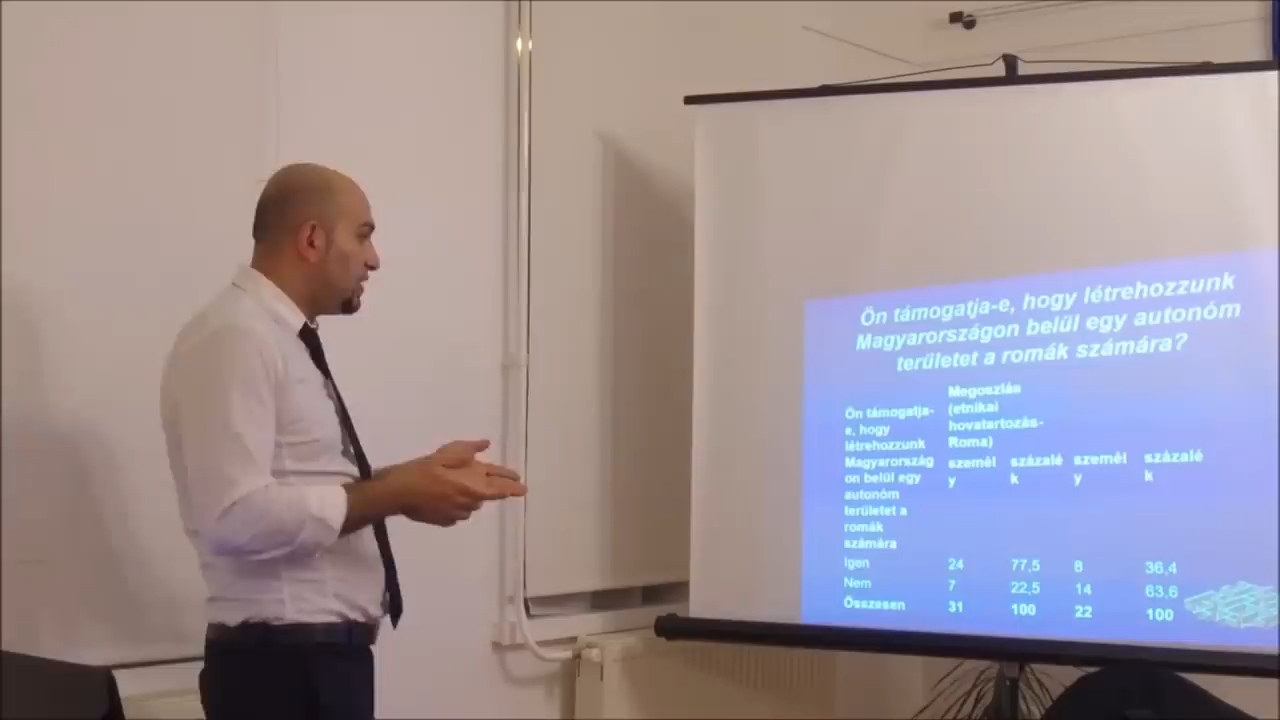 Ön támogatja-e, hogy létrehozzunk
Magyarországon belül egy autonóm
területet a romák számára?
Ön támogatja-
e, hogy
létrehozzunk
Magyarország
on belül egy
autonóm
területet a
romák
számára
Megoszlás
(etnikai
hovatartozás-
Roma)
személ
y
százalé
k
személ
y
százalé
k
Igen 24 77,5 8 36,4
Nem 7 22,5 14 63,6
Összesen 31 100 22 100